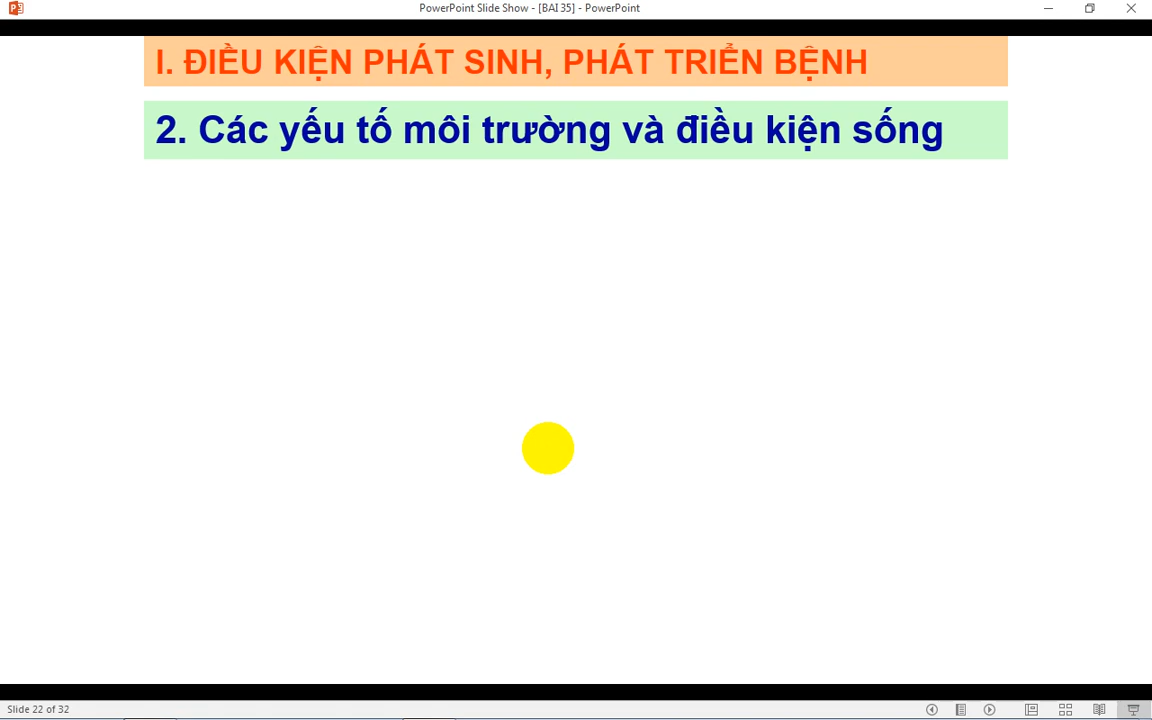 PowerPoint Slide Show - [BAI 35] - PowerPoint
I. ĐIỀU KIỆN PHÁT SINH, PHÁT TRIỂN BỆNH
2. Các yếu tố môi trường và điều kiện sống
Slide 22 of 32